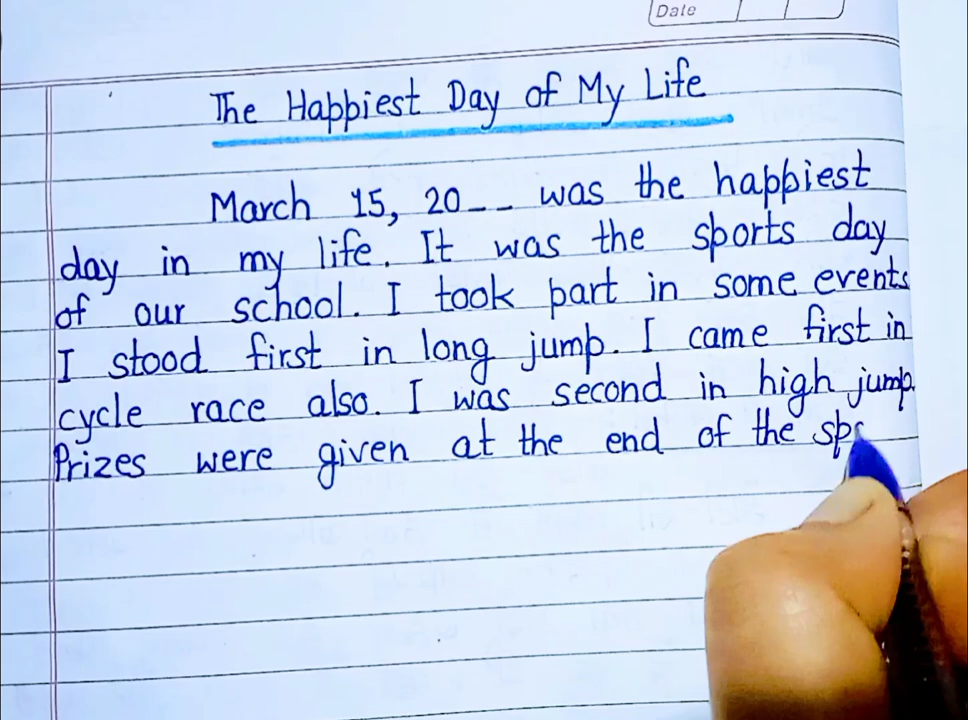 Date
The Happiest Day of My Life
March 15, 20-- was the happiest
day in my life. It was the sports day
of our school. I took part in some events
I stood first in long jump. I came first in
cycle race also. I was second in high jump.
Prizes were given at the end of the